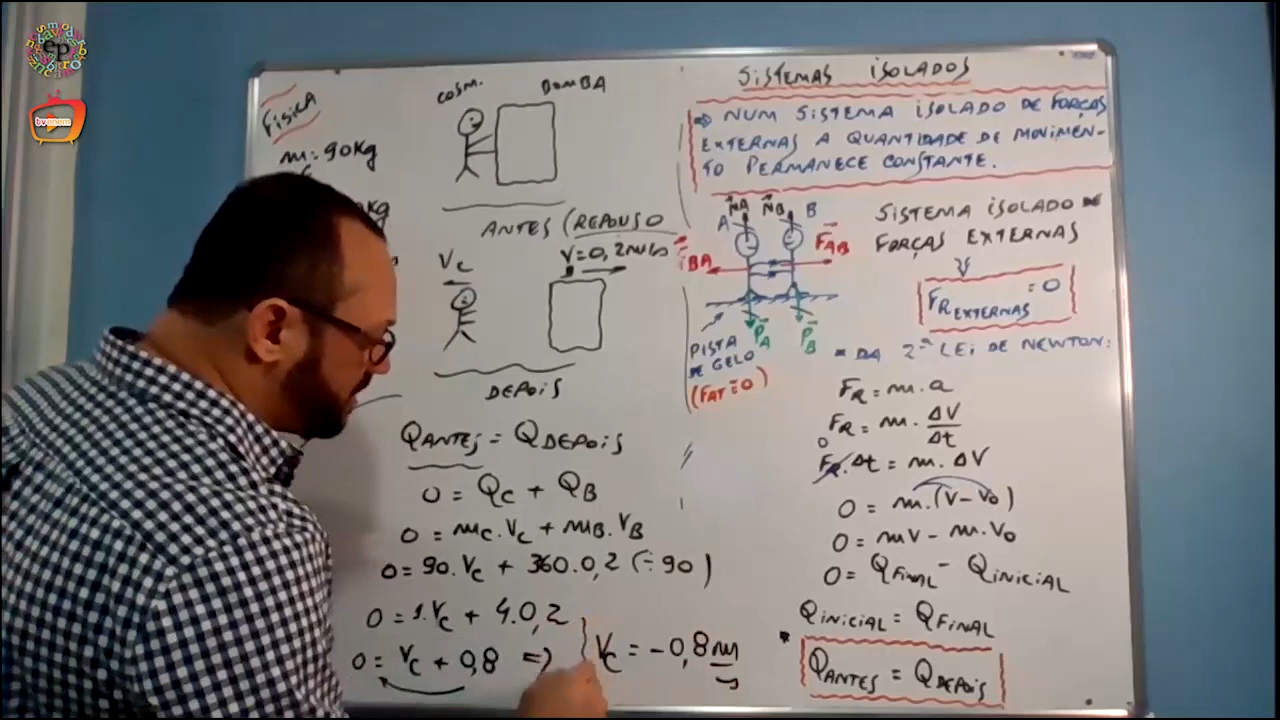 ep
tv enem
Física
COSM. BOMBA
m = 90Kg
ANTES (REPOUSO
V = 0,2m/s
Vc
DEPOIS
QANTES = QDEPOIS
0 = Qc + QB
0 = mc.Vc + mB.VB
0 = 90.Vc + 360.0,2 (÷90)
0 = 1.Vc + 4.0,2
0 = Vc + 0,8 =>
Vc = -0,8 m
SISTEMAS ISOLADOS
=> NUM SISTEMA ISOLADO DE FORÇAS
EXTERNAS A QUANTIDADE DE MOVIMEN-
TO PERMANECE CONSTANTE.
NA NB
A B
FAB
BA
PA PB
PISTA
DE GELO
(FAT = 0)
SISTEMA ISOLADO DE
FORÇAS EXTERNAS
FR EXTERNAS = 0
DA 2ª LEI DE NEWTON:
FR = m.a
FR = m. ΔV/Δt
0
FR.Δt = m.ΔV
0 = m.(V-V0)
0 = mV - m.V0
0 = QFINAL - QINICIAL
QINICIAL = QFINAL
QANTES = QDEPOIS